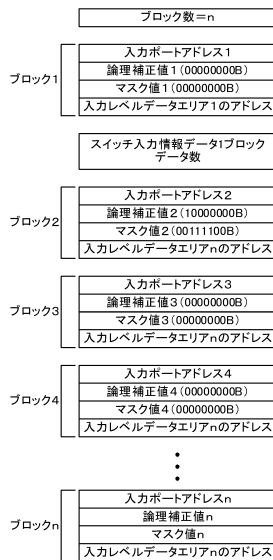 ブロック数=n
ブロック1
入力ポートアドレス1
論理補正値1(00000000B)
マスク値1(00000000B)
入力レベルデータエリア1のアドレス
スイッチ入力情報データ1ブロック
データ数
ブロック2
入力ポートアドレス2
論理補正値2(10000000B)
マスク値2(00111100B)
入力レベルデータエリアnのアドレス
ブロック3
入力ポートアドレス3
論理補正値3(00000000B)
マスク値3(00000000B)
入力レベルデータエリアnのアドレス
ブロック4
入力ポートアドレス4
論理補正値4(00000000B)
マスク値4(00000000B)
入力レベルデータエリアnのアドレス
ブロックn
入力ポートアドレスn
論理補正値n
マスク値n
入力レベルデータエリアnのアドレス